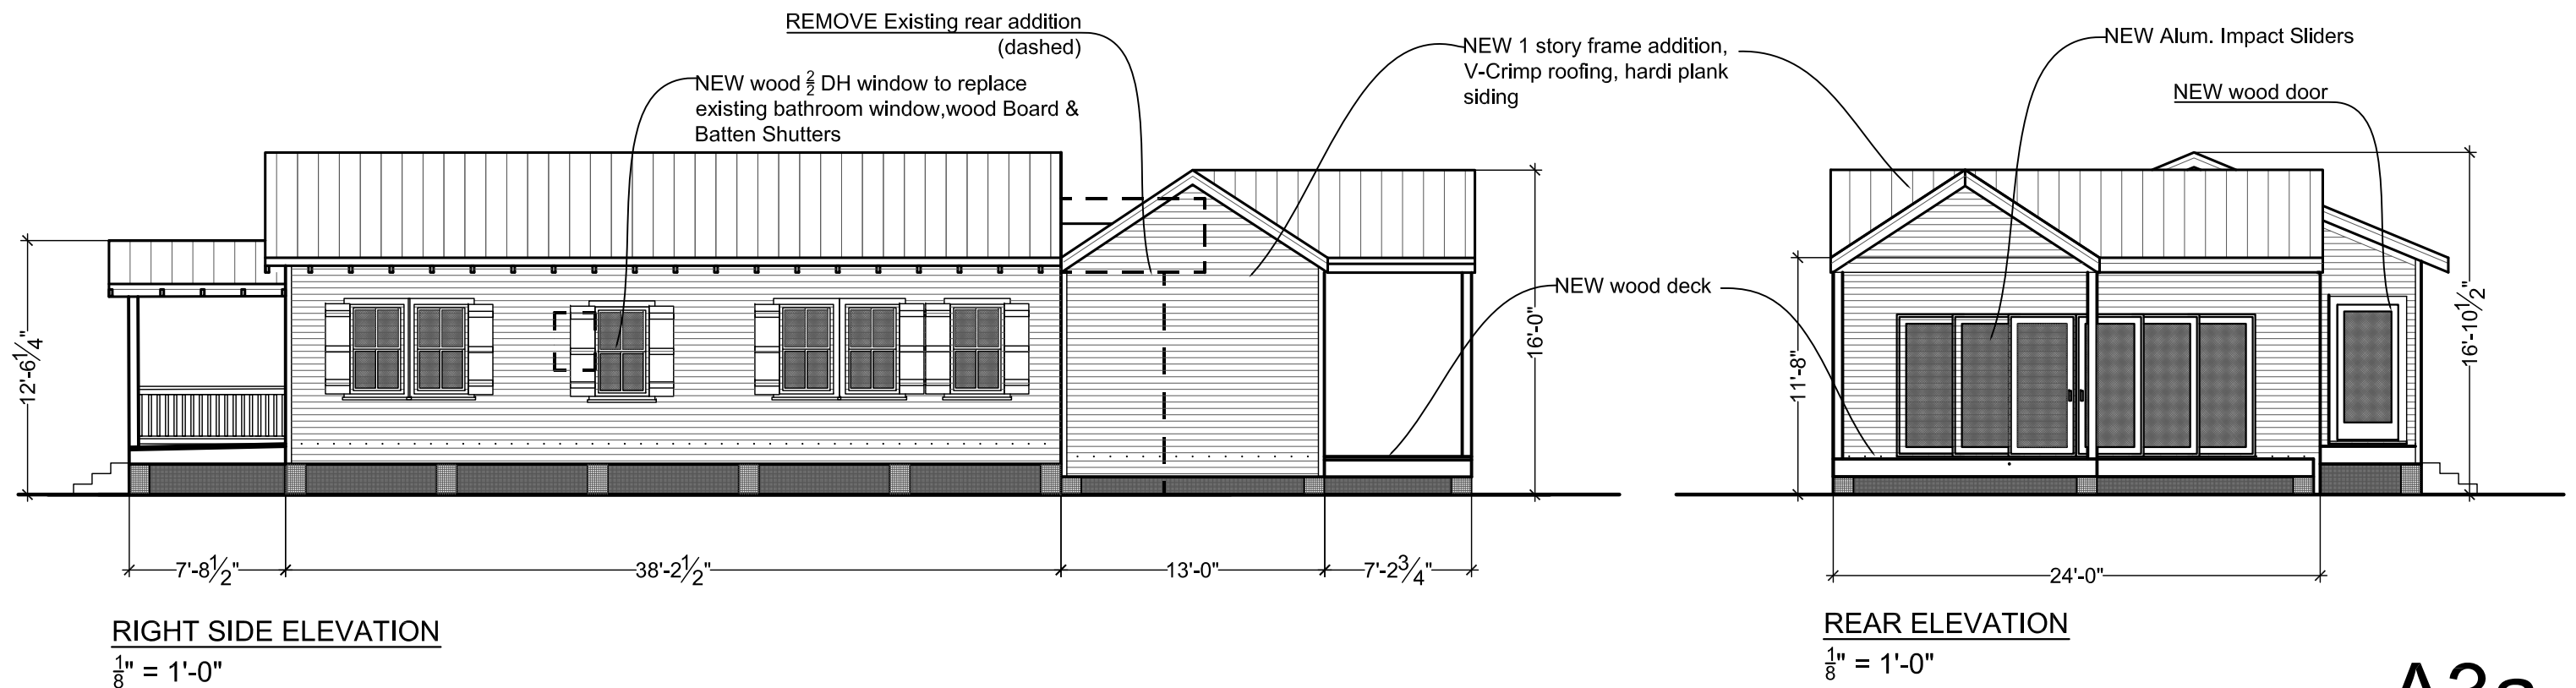 REMOVE Existing rear addition
(dashed)
NEW wood 2/2 DH window to replace
existing bathroom window,wood Board &
Batten Shutters
NEW 1 story frame addition,
V-Crimp roofing, hardi plank
siding
NEW Alum. Impact Sliders
NEW wood door
NEW wood deck
12'-6 1/4"
16'-0"
11'-8"
16'-10 1/2"
7'-8 1/2"
38'-2 1/2"
13'-0"
7'-2 3/4"
24'-0"
RIGHT SIDE ELEVATION
1/8" = 1'-0"
REAR ELEVATION
1/8" = 1'-0"